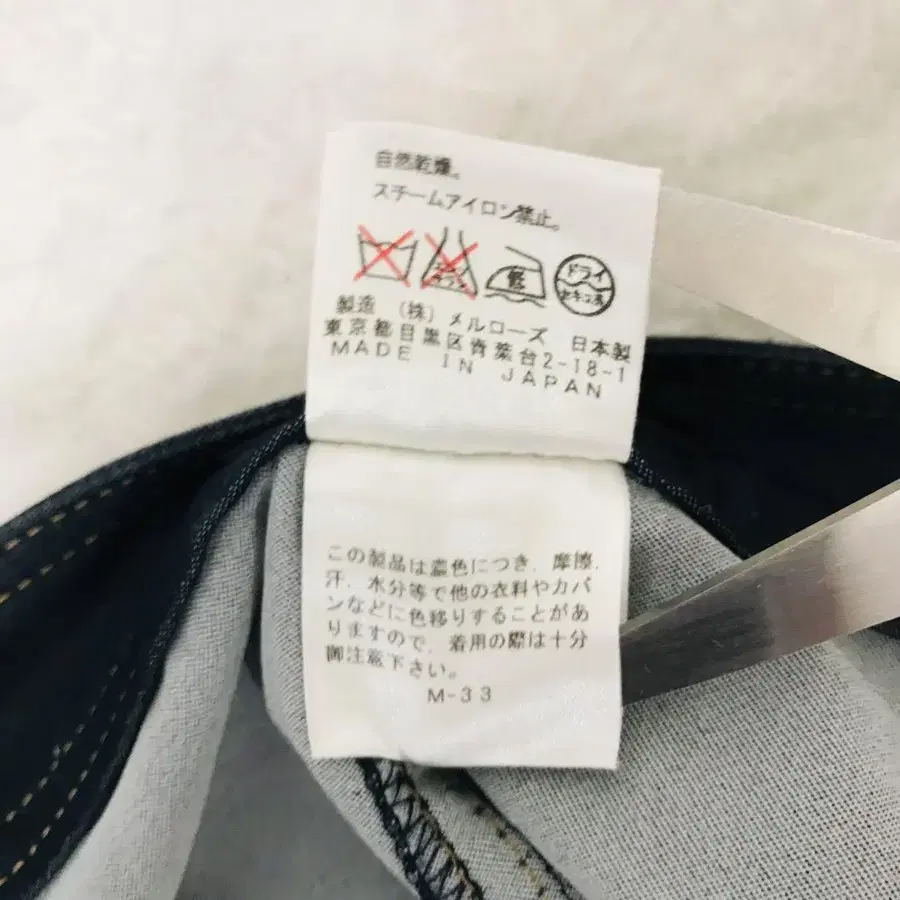 自然乾燥。
スチームアイロン禁止。
軽
ドライ
セキユ系
製造 (株) メルローズ 日本製
東京都目黒区青葉台2-18-1
MADE IN JAPAN
この製品は濃色につき、摩擦、
汗、水分等で他の衣料やカバ
ンなどに色移りすることがあ
りますので、着用の際は十分
御注意下さい。
M-33